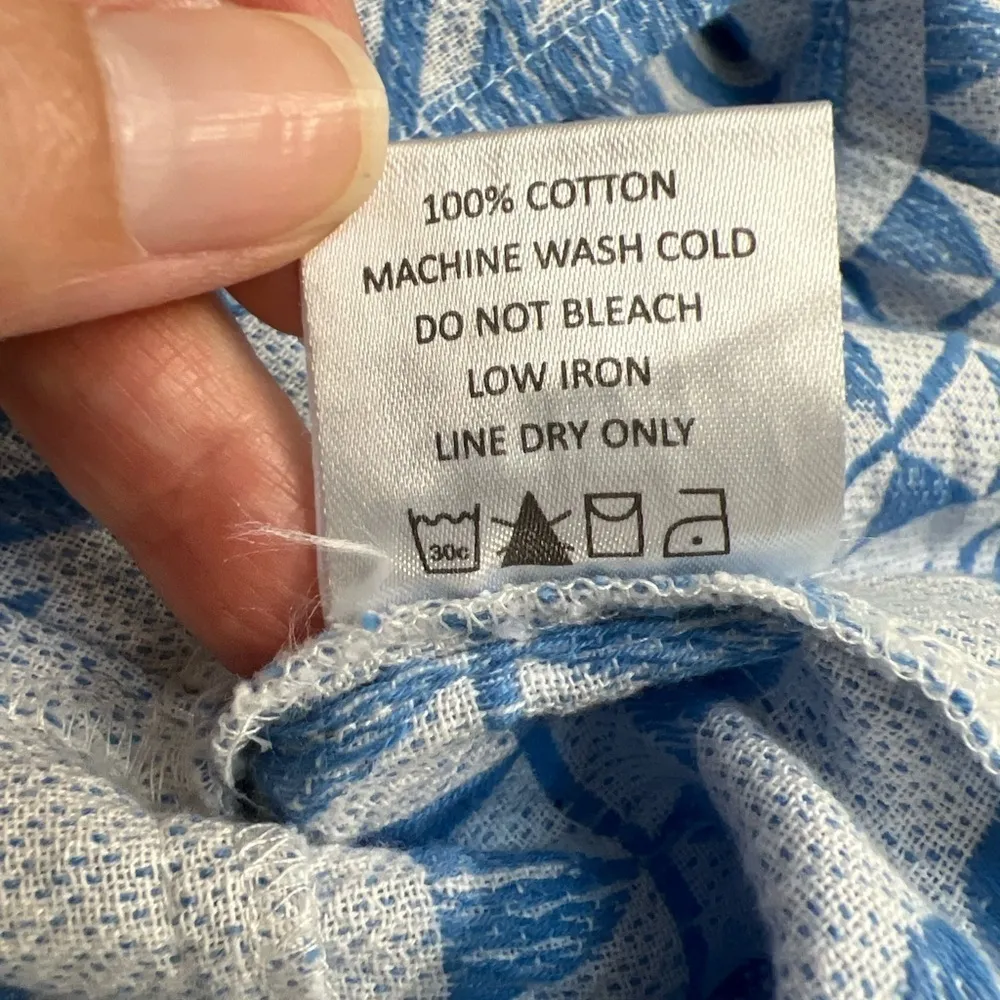 100% COTTON
MACHINE WASH COLD
DO NOT BLEACH
LOW IRON
LINE DRY ONLY
30c